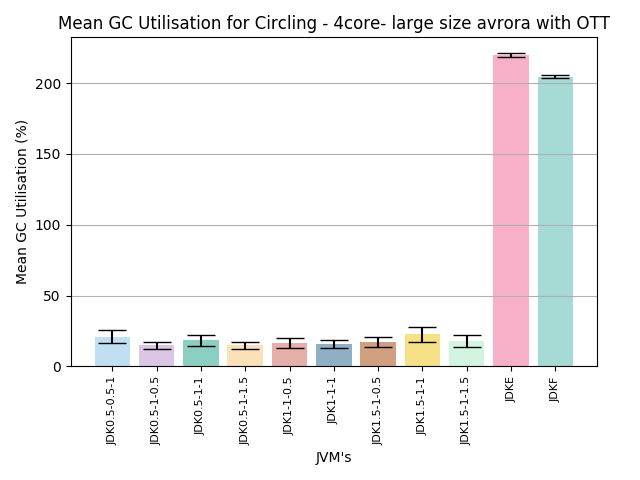 Mean GC Utilisation for Circling - 4core- large size avrora with OTT
Mean GC Utilisation (%)
200
150
100
50
0
JDK0.5-0.5-1
JDK0.5-1-0.5
JDK0.5-1-1
JDK0.5-1-1.5
JDK1-1-0.5
JDK1-1-1
JDK1.5-1-0.5
JDK1.5-1-1
JDK1.5-1-1.5
JDKE
JDKF
JVM's